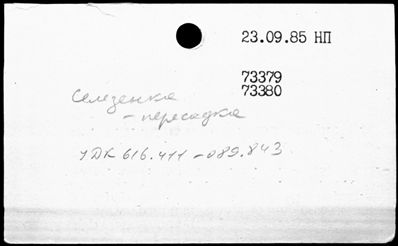 23.09.85 НП
73379
73380
Селезенка
- пересадка
УДК 616.411-089.843